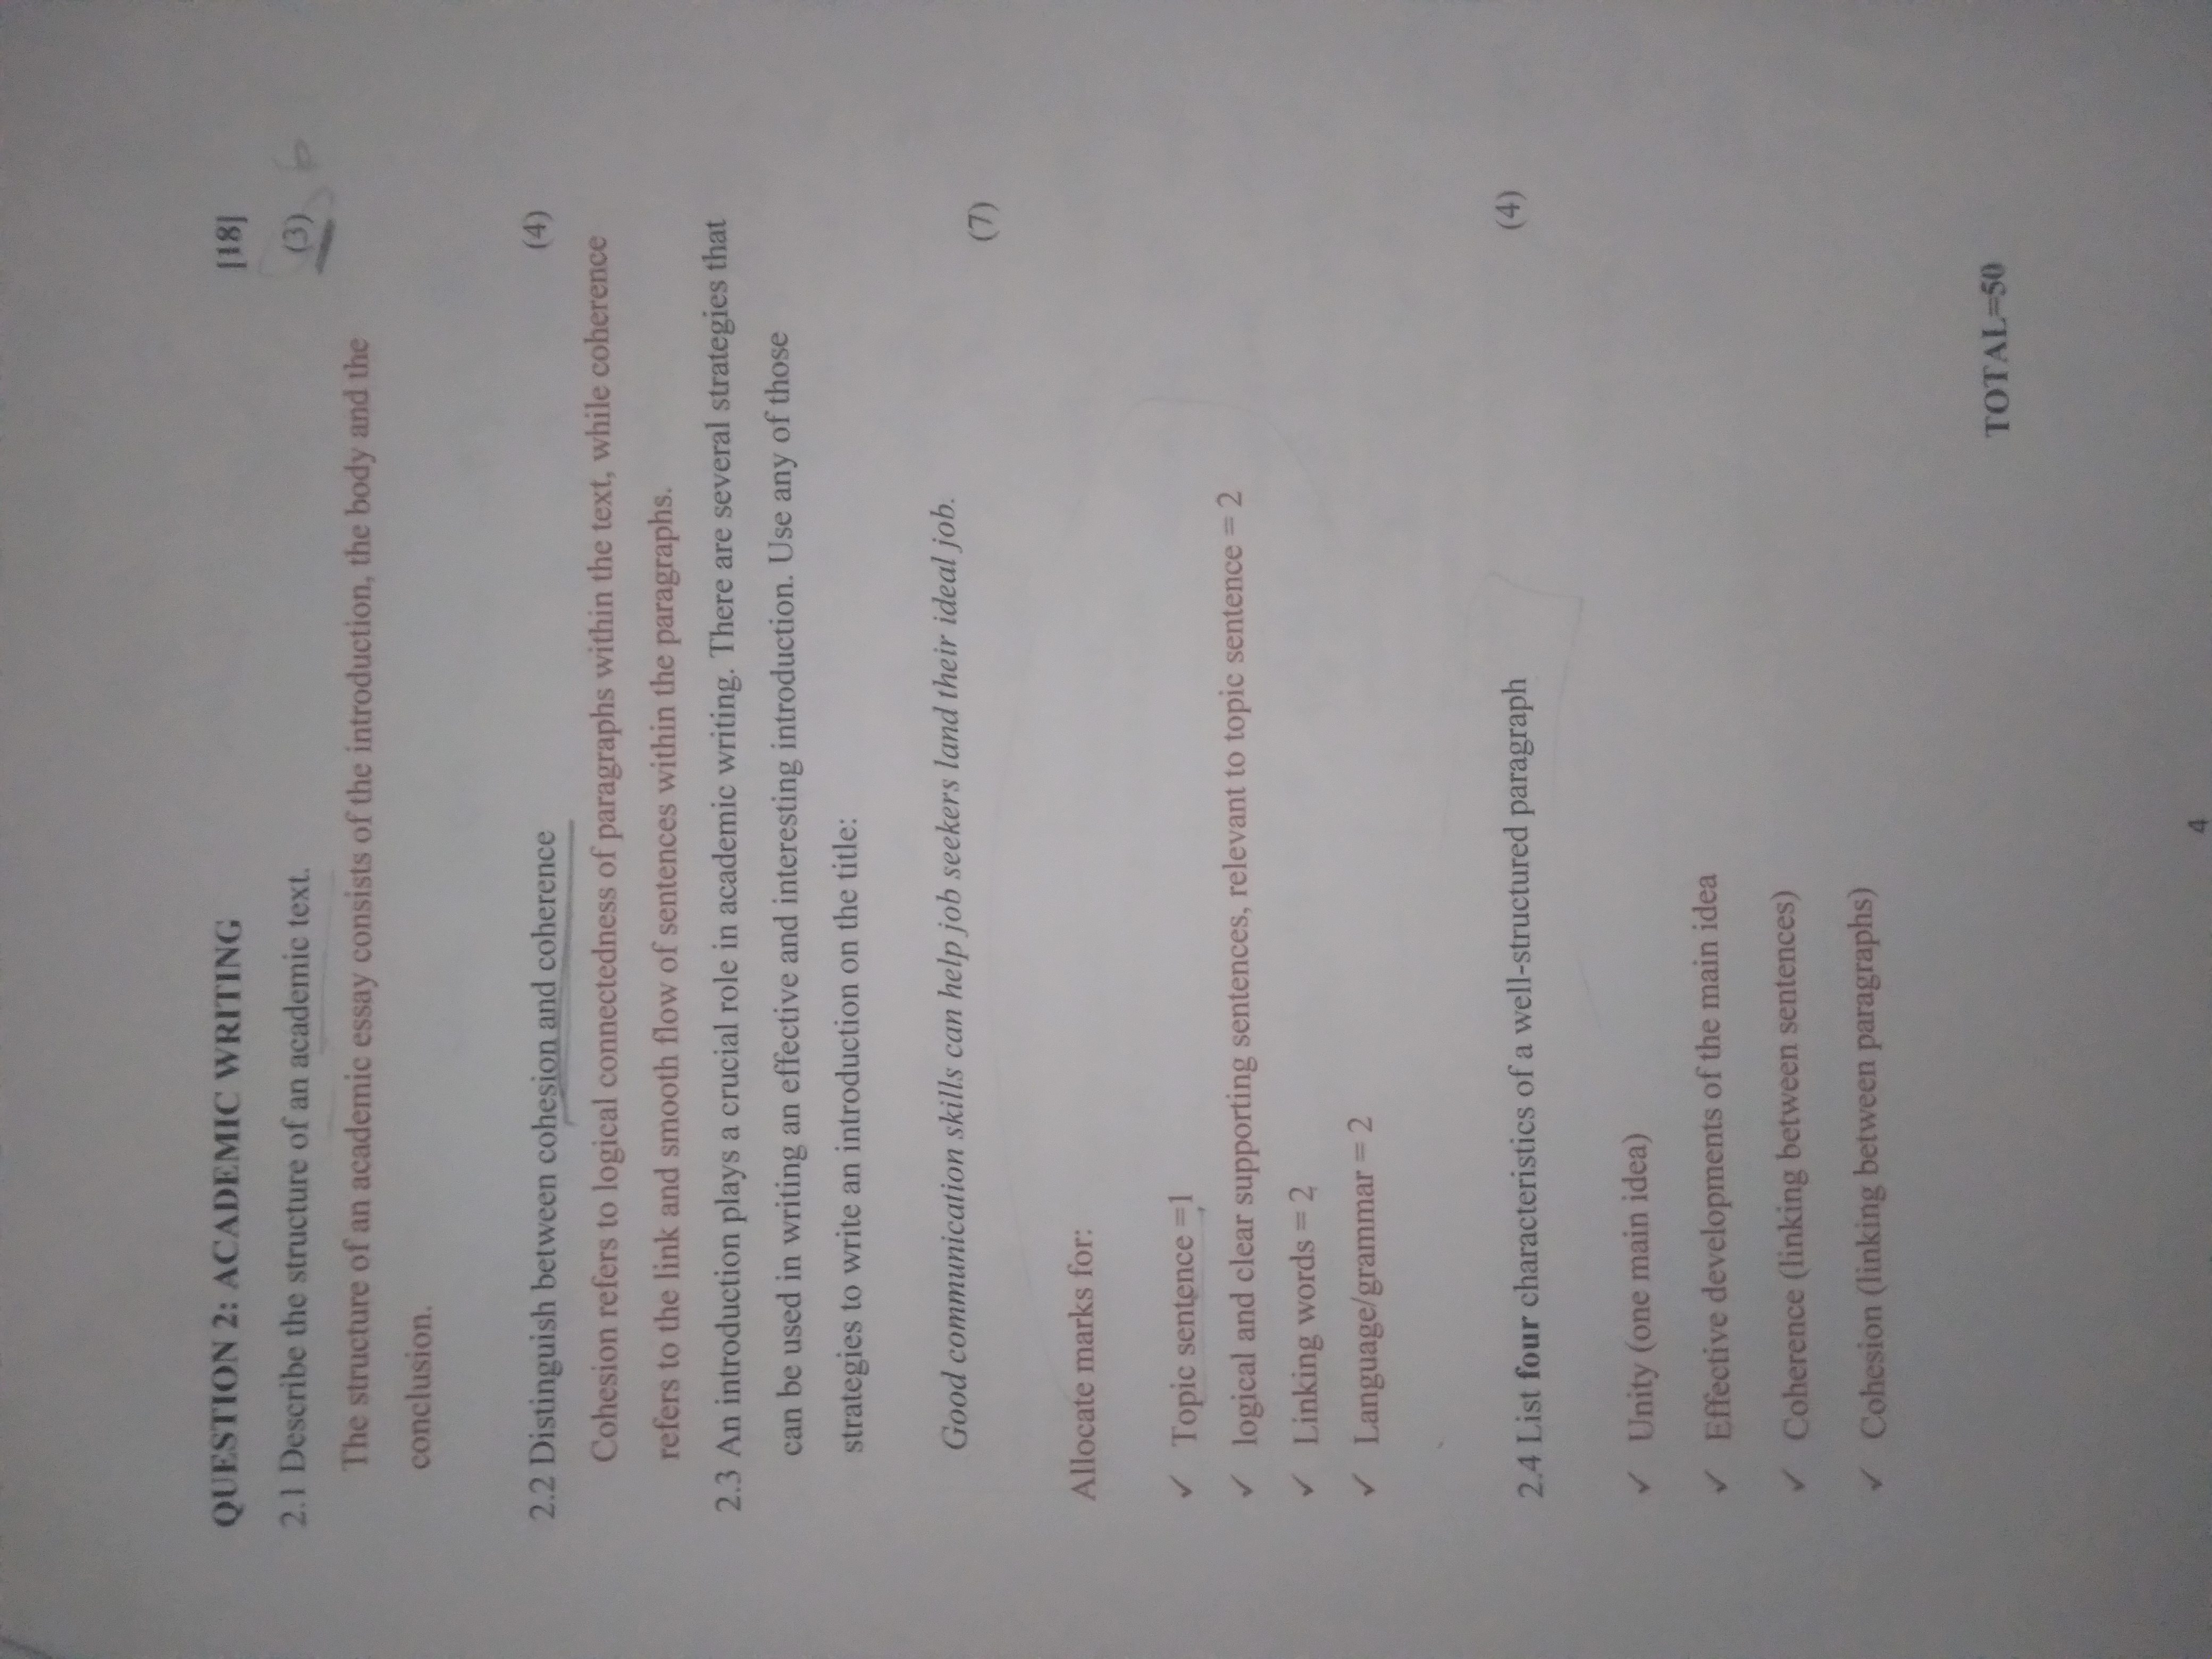 QUESTION 2: ACADEMIC WRITING [18]
2.1 Describe the structure of an academic text. (3) 6
The structure of an academic essay consists of the introduction, the body and the
conclusion.
2.2 Distinguish between cohesion and coherence (4)
Cohesion refers to logical connectedness of paragraphs within the text, while coherence
refers to the link and smooth flow of sentences within the paragraphs.
2.3 An introduction plays a crucial role in academic writing. There are several strategies that
can be used in writing an effective and interesting introduction. Use any of those
strategies to write an introduction on the title:
Good communication skills can help job seekers land their ideal job.
(7)
Allocate marks for:
✓ Topic sentence =1
✓ logical and clear supporting sentences, relevant to topic sentence = 2
✓ Linking words = 2
✓ Language/grammar = 2
2.4 List four characteristics of a well-structured paragraph (4)
✓ Unity (one main idea)
✓ Effective developments of the main idea
✓ Coherence (linking between sentences)
✓ Cohesion (linking between paragraphs)
TOTAL=50
4